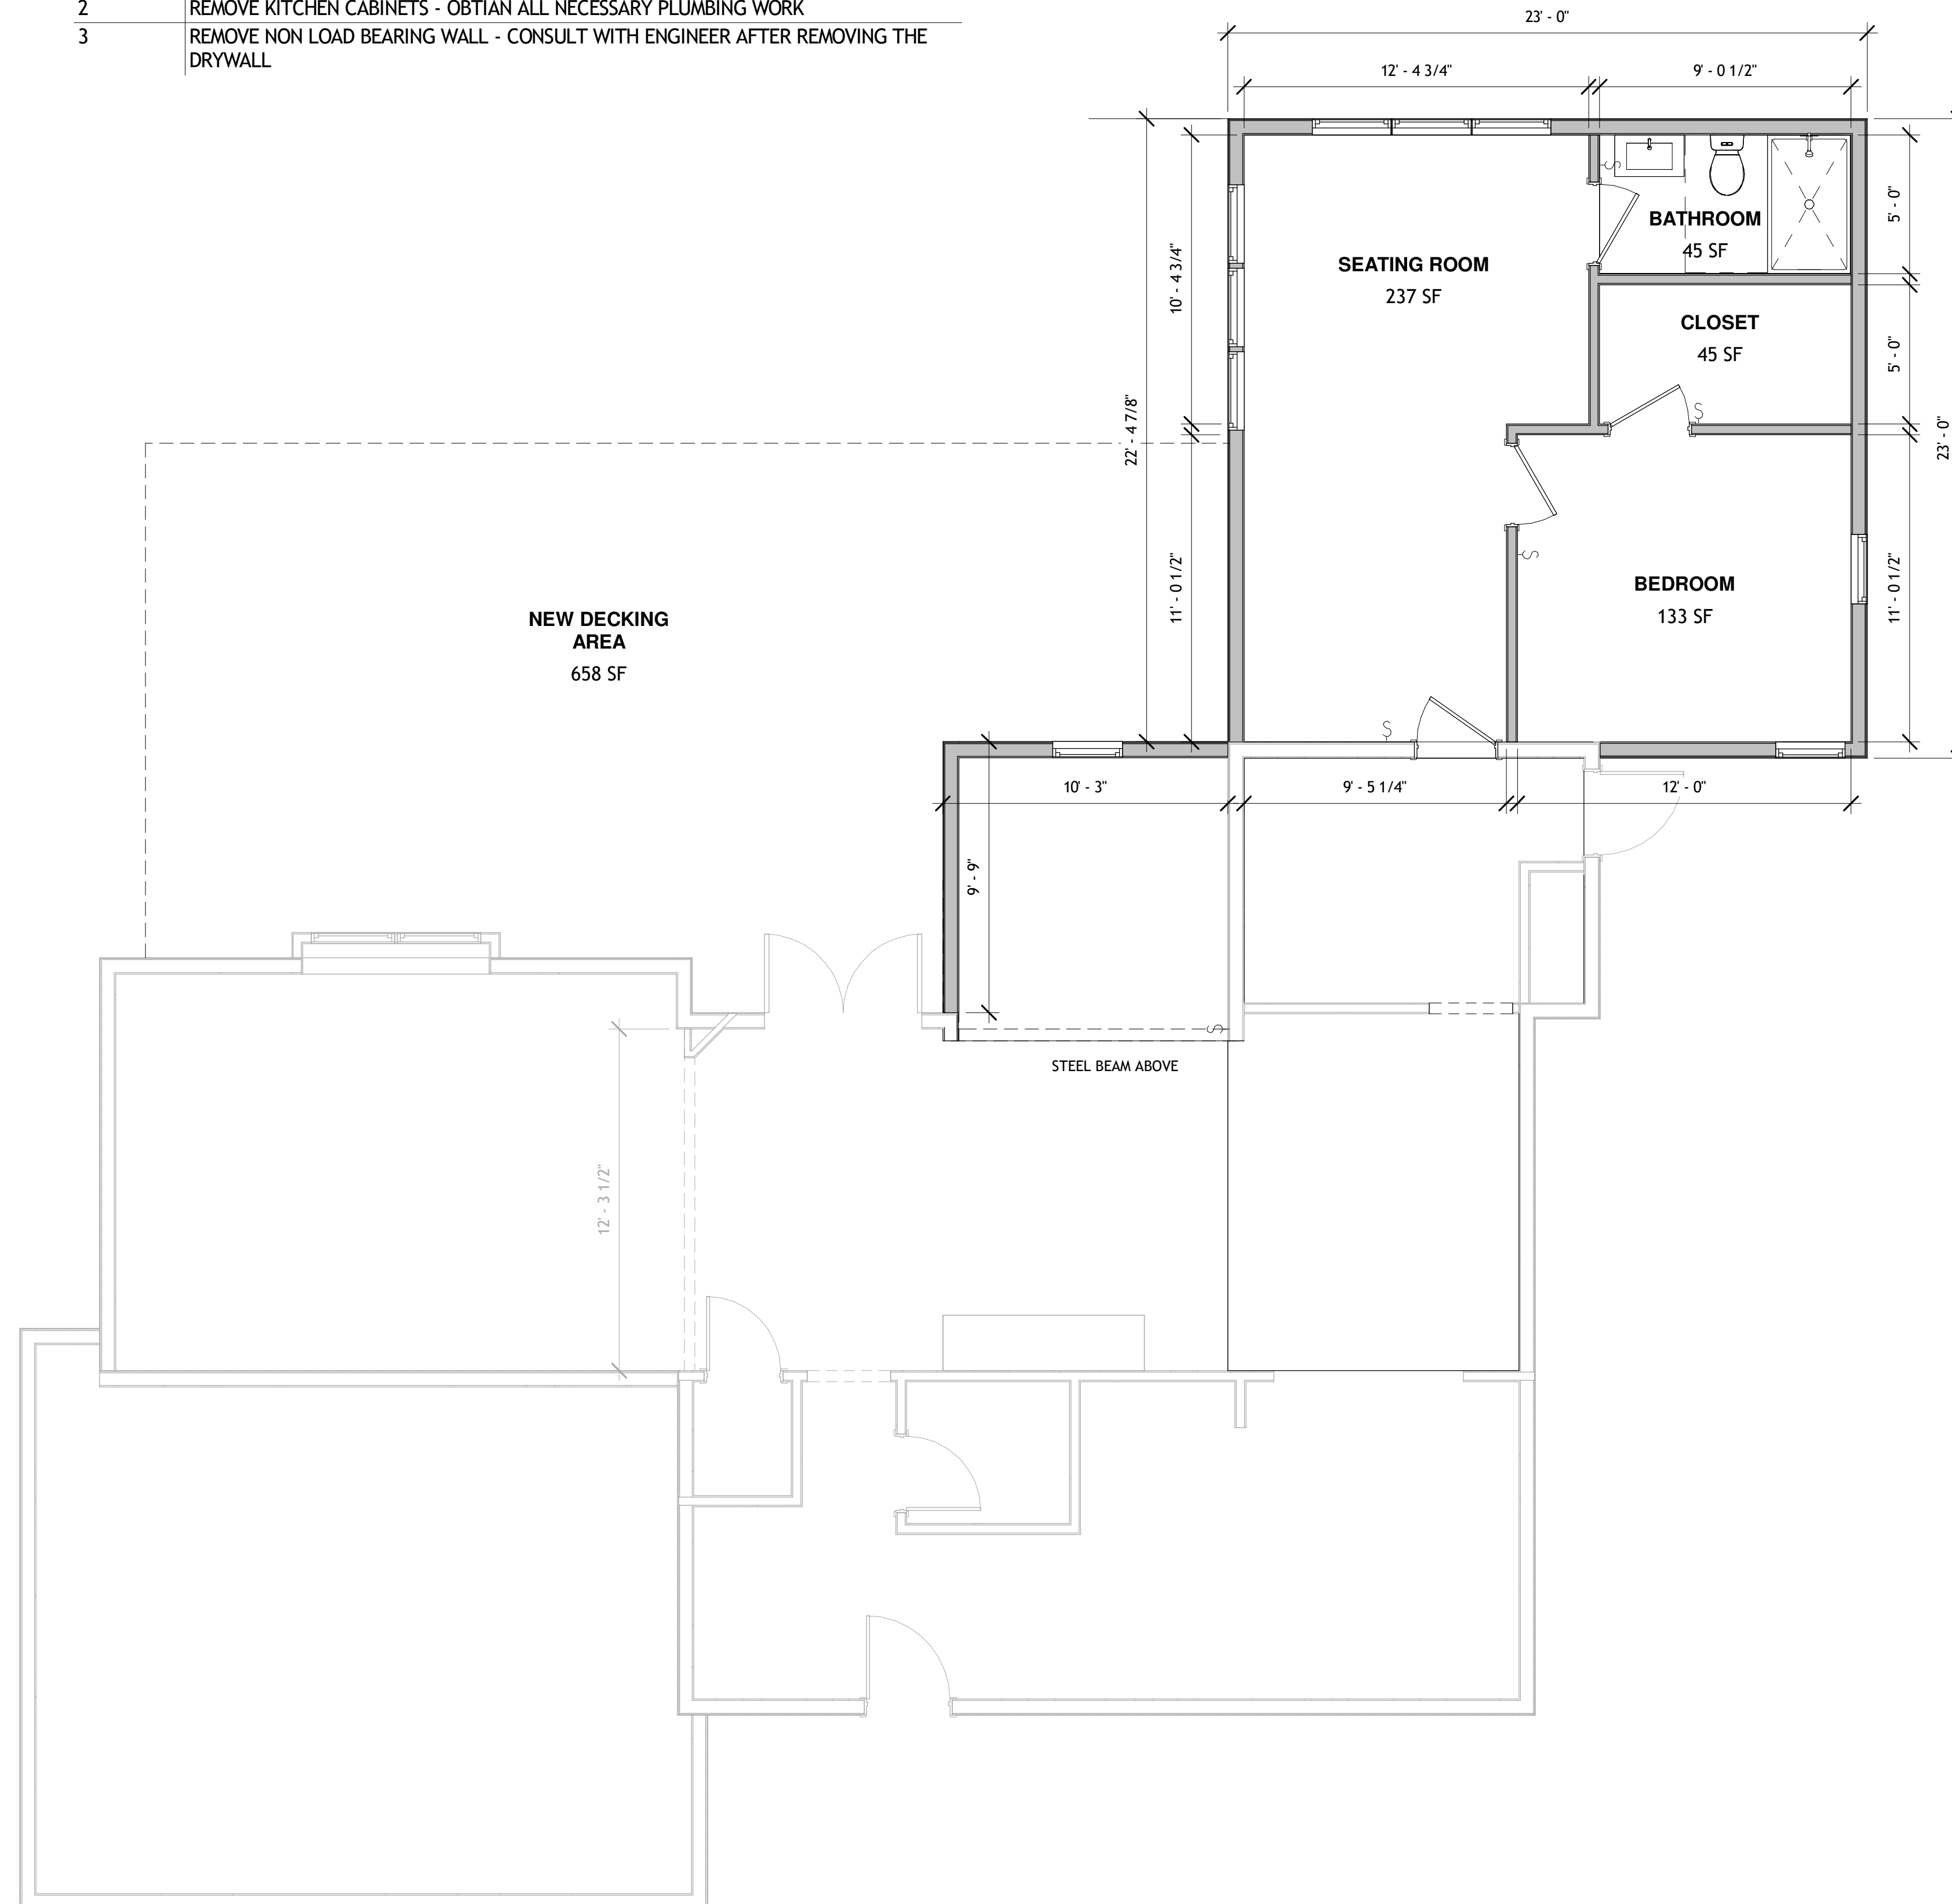 2 REMOVE KITCHEN CABINETS - OBTIAN ALL NECESSARY PLUMBING WORK
3 REMOVE NON LOAD BEARING WALL - CONSULT WITH ENGINEER AFTER REMOVING THE
DRYWALL
23' - 0"
12' - 4 3/4"
9' - 0 1/2"
BATHROOM
45 SF
5' - 0"
SEATING ROOM
237 SF
10' - 4 3/4"
CLOSET
45 SF
5' - 0"
22' - 4 7/8"
23' - 0"
S
S
S
S
S
11' - 0 1/2"
BEDROOM
133 SF
11' - 0 1/2"
NEW DECKING
AREA
658 SF
10' - 3"
9' - 5 1/4"
12' - 0"
9' - 9"
STEEL BEAM ABOVE
12' - 3 1/2"